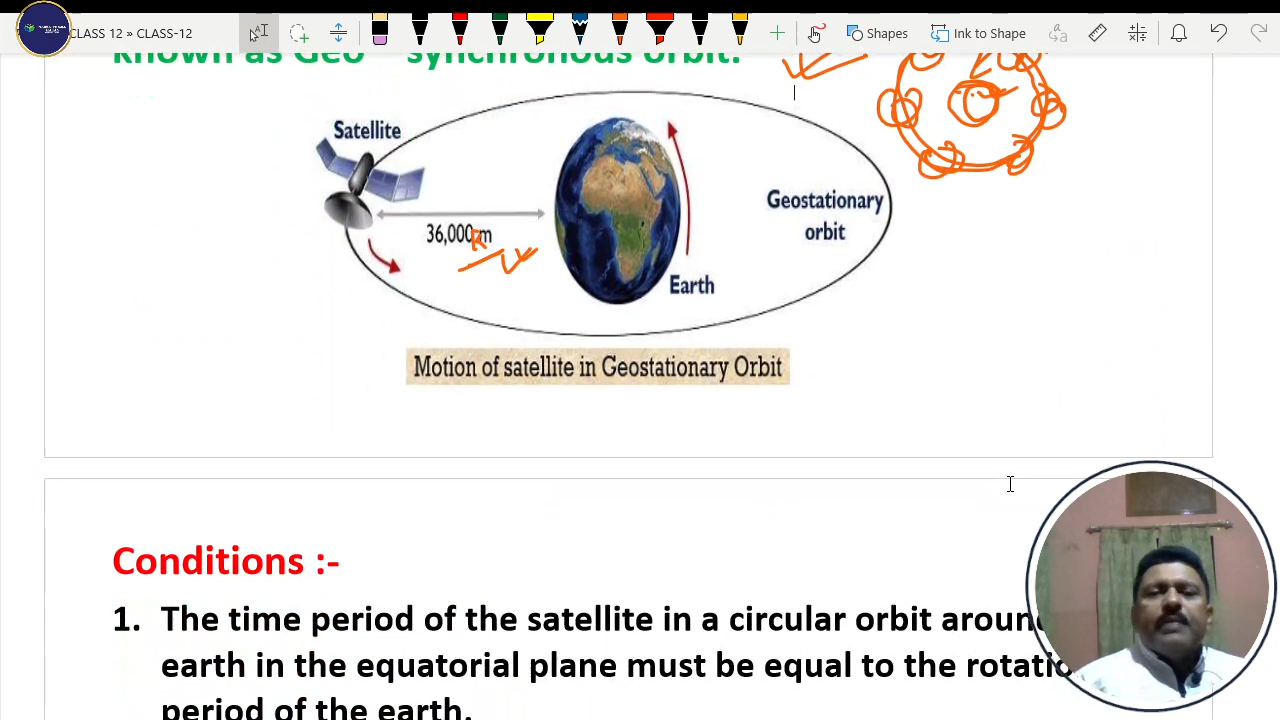 CLASS 12 » CLASS-12
Shapes
Ink to Shape
Known as Geo – synchronous orbit.
Satellite
36,000 m
R
Geostationary
orbit
Earth
Motion of satellite in Geostationary Orbit
Conditions :-
1. The time period of the satellite in a circular orbit aroun
earth in the equatorial plane must be equal to the rotatio
period of the earth.